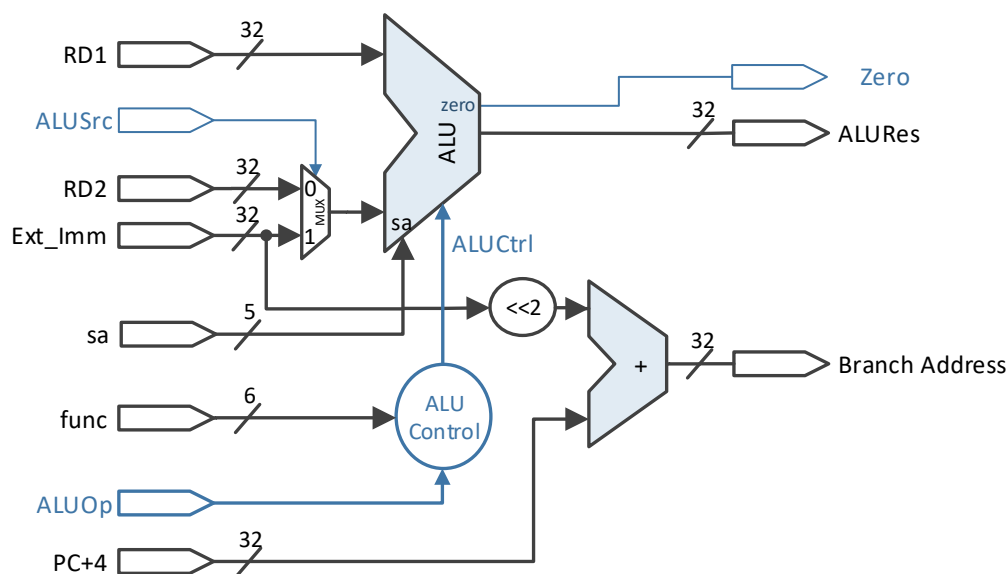 32
RD1
zero
Zero
ALUSrc
ALU
32
ALURes
RD2
32
0
MUX
Ext_Imm
32
1
sa
ALUCtrl
<<2
sa
5
32
+
Branch Address
func
6
ALU
Control
ALUOp
PC+4
32